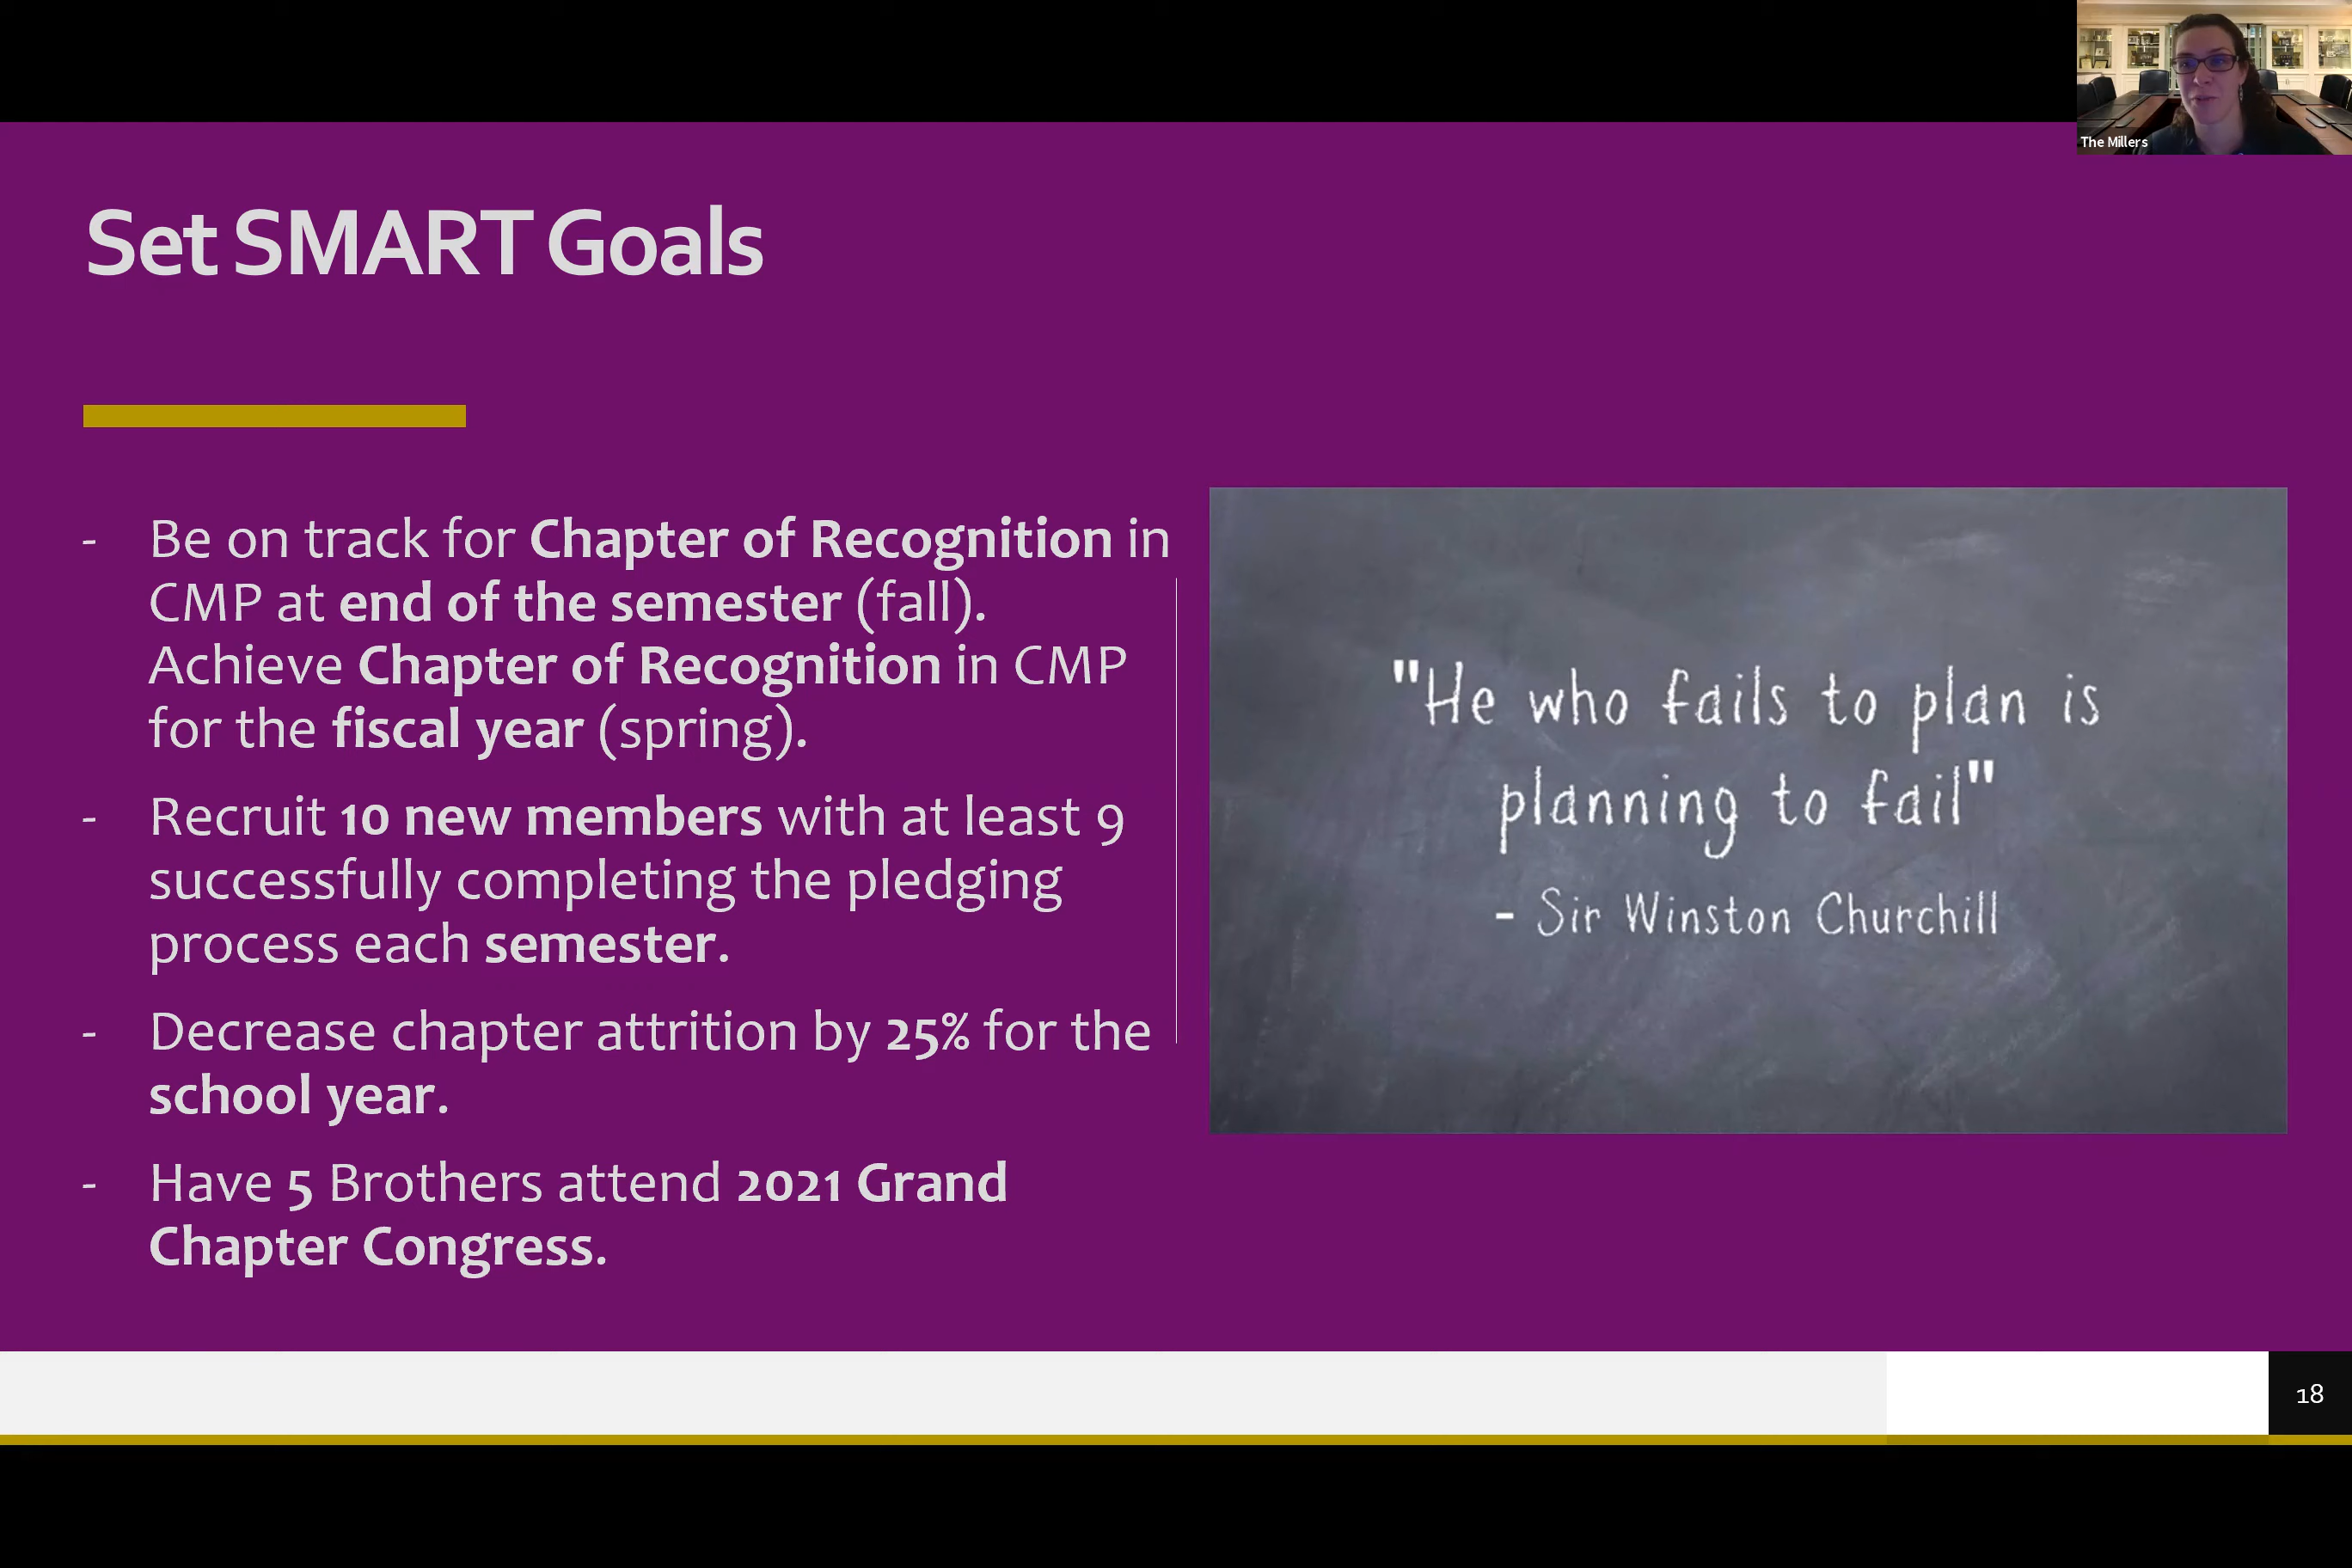 The Millers
Set SMART Goals
- Be on track for Chapter of Recognition in
CMP at end of the semester (fall).
Achieve Chapter of Recognition in CMP
for the fiscal year (spring).
- Recruit 10 new members with at least 9
successfully completing the pledging
process each semester.
- Decrease chapter attrition by 25% for the
school year.
- Have 5 Brothers attend 2021 Grand
Chapter Congress.
"He who fails to plan is
planning to fail"
- Sir Winston Churchill
18